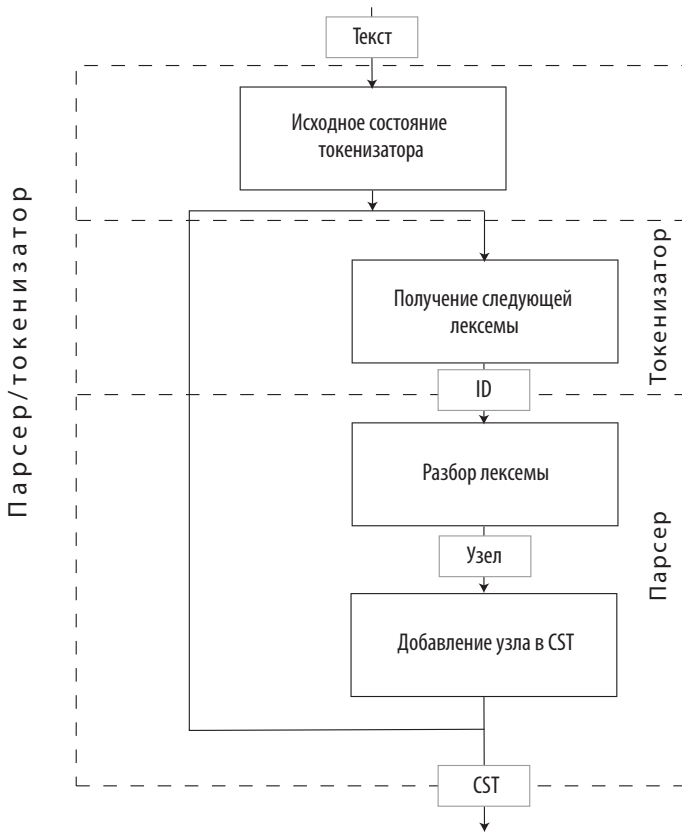 Текст
Исходное состояние
токенизатора
Парсер/токенизатор
Токенизатор
Получение следующей
лексемы
ID
Разбор лексемы
Парсер
Узел
Добавление узла в CST
CST